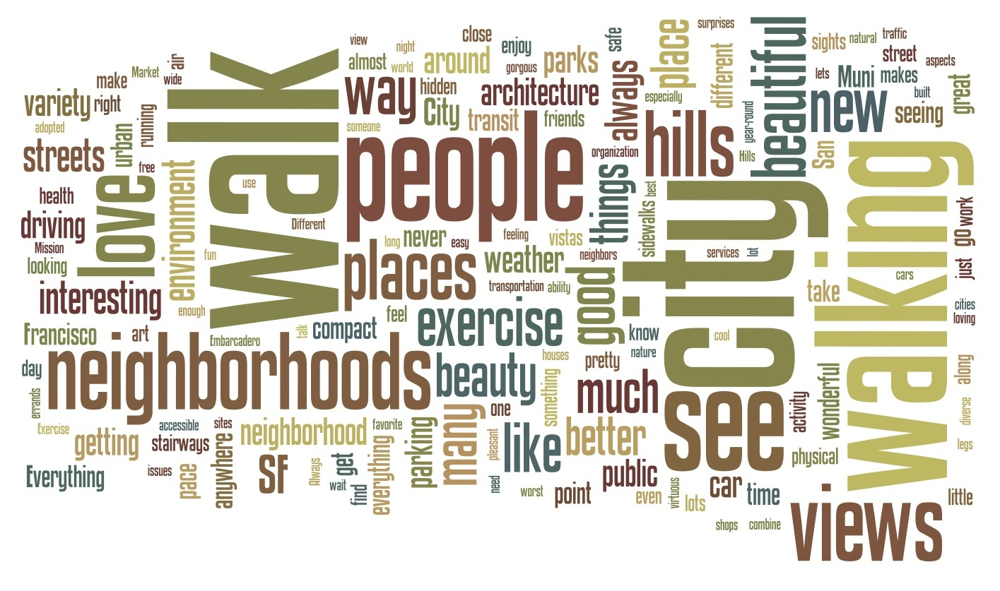 walk
city
walking
people
neighborhoods
see
views
places
love
hills
beautiful
exercise
way
new
like
beauty
good
much
interesting
streets
driving
variety
environment
things
always
architecture
place
around
parks
City
transit
friends
hidden
enjoy
close
gorgeous
night
world
view
almost
someone
safe
especially
surprises
different
sights
natural
traffic
street
aspects
lets
Muni
makes
built
great
seeing
San
year-round
Hills
organization
best
sidewalks
services
lot
take
cars
work
go
just
cities
loving
along
diverse
legs
little
wonderful
activity
physical
time
car
lots
shops
combine
virtuous
even
public
point
worst
need
better
pleasant
one
many
something
houses
pretty
nature
know
cool
neighbors
vistas
feeling
easy
never
long
weather
transportation
ability
feel
compact
talk
Embarcadero
art
enough
fun
Different
use
free
running
urban
air
wide
Market
make
right
adopted
health
Mission
looking
Francisco
day
errands
Exercise
getting
accessible
stairways
sites
neighborhood
favorite
Everything
issues
pace
anywhere
SF
Always
get
wait
find
everything
parking